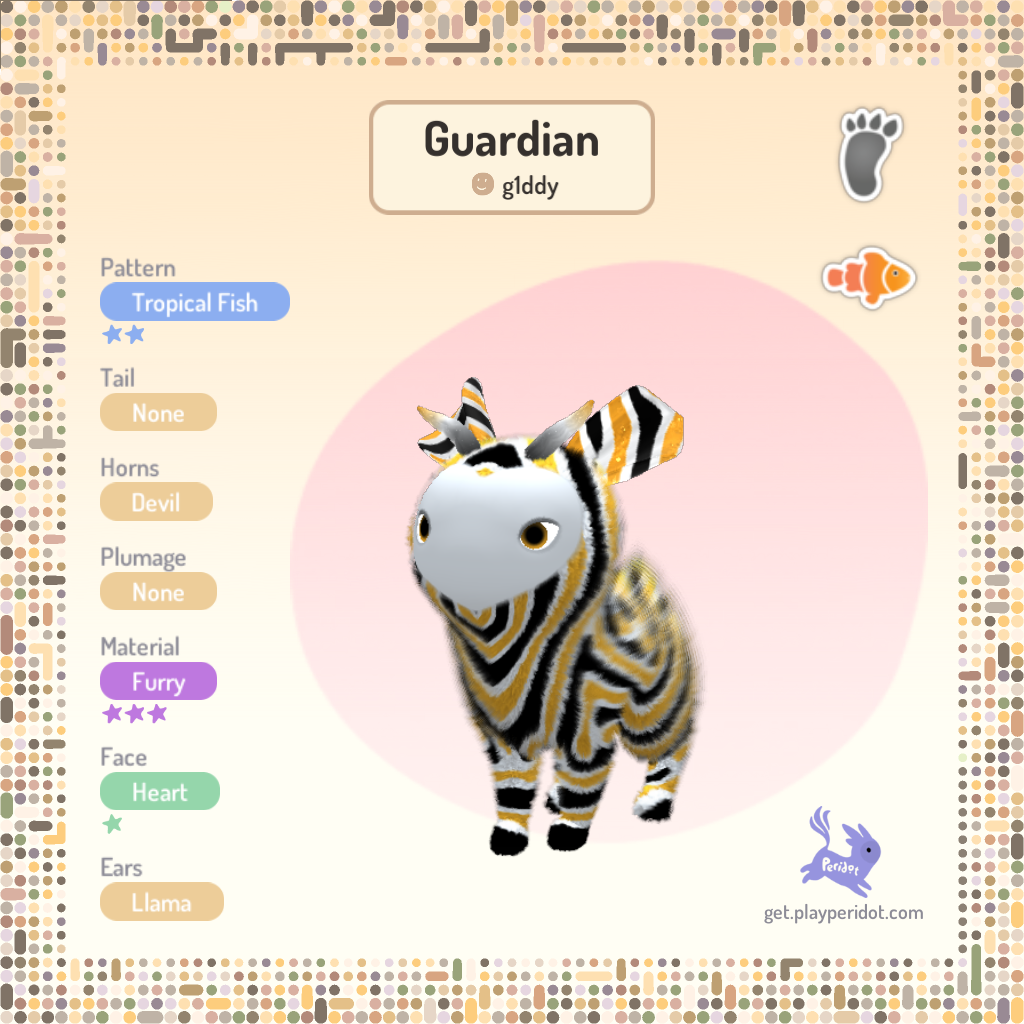 Guardian
g1ddy
Pattern
Tropical Fish
Tail
None
Horns
Devil
Plumage
None
Material
Furry
Face
Heart
Ears
Llama
Peridot
get.playperidot.com